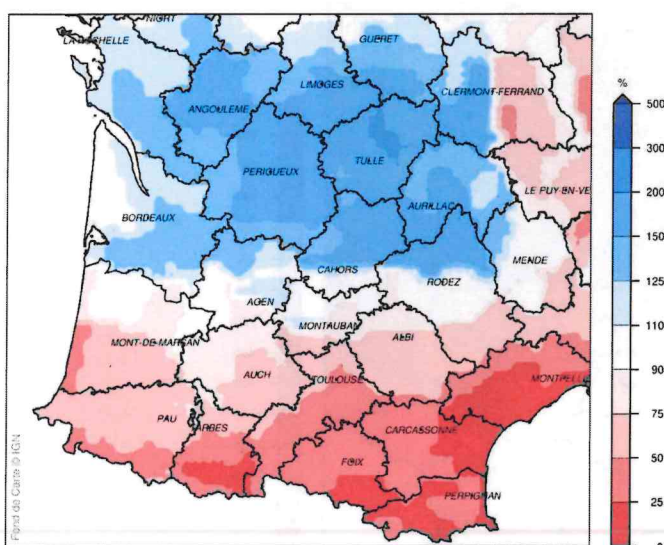 NIORT
LA ROCHELLE
GUERET
%
LIMOGES
CLERMONT-FERRAND
ANGOULEME
500
300
TULLE
PERIGUEUX
200
LE PUY-EN-VE
AURILLAC
BORDEAUX
150
MENDE
CAHORS
RODEZ
125
AGEN
MONTAUBAN
110
ALBI
MONT-DE-MARSAN
90
AUCH
TOULOUSE
MONTPELLIE
75
PAU
TARBES
CARCASSONNE
50
FOIX
25
PERPIGNAN
Fond de Carte © IGN